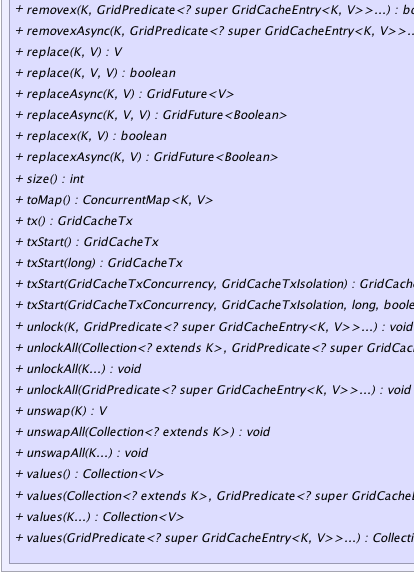 + removex(K, GridPredicate<? super GridCacheEntry<K, V>>...) : bo
+ removexAsync(K, GridPredicate<? super GridCacheEntry<K, V>>...
+ replace(K, V) : V
+ replace(K, V, V) : boolean
+ replaceAsync(K, V) : GridFuture<V>
+ replaceAsync(K, V, V) : GridFuture<Boolean>
+ replacex(K, V) : boolean
+ replacexAsync(K, V) : GridFuture<Boolean>
+ size() : int
+ toMap() : ConcurrentMap<K, V>
+ tx() : GridCacheTx
+ txStart() : GridCacheTx
+ txStart(long) : GridCacheTx
+ txStart(GridCacheTxConcurrency, GridCacheTxIsolation) : GridCache
+ txStart(GridCacheTxConcurrency, GridCacheTxIsolation, long, boole
+ unlock(K, GridPredicate<? super GridCacheEntry<K, V>>...) : void
+ unlockAll(Collection<? extends K>, GridPredicate<? super GridCac
+ unlockAll(K...) : void
+ unlockAll(GridPredicate<? super GridCacheEntry<K, V>>...) : void
+ unswap(K) : V
+ unswapAll(Collection<? extends K>) : void
+ unswapAll(K...) : void
+ values() : Collection<V>
+ values(Collection<? extends K>, GridPredicate<? super GridCacheE
+ values(K...) : Collection<V>
+ values(GridPredicate<? super GridCacheEntry<K, V>>...) : Collecti